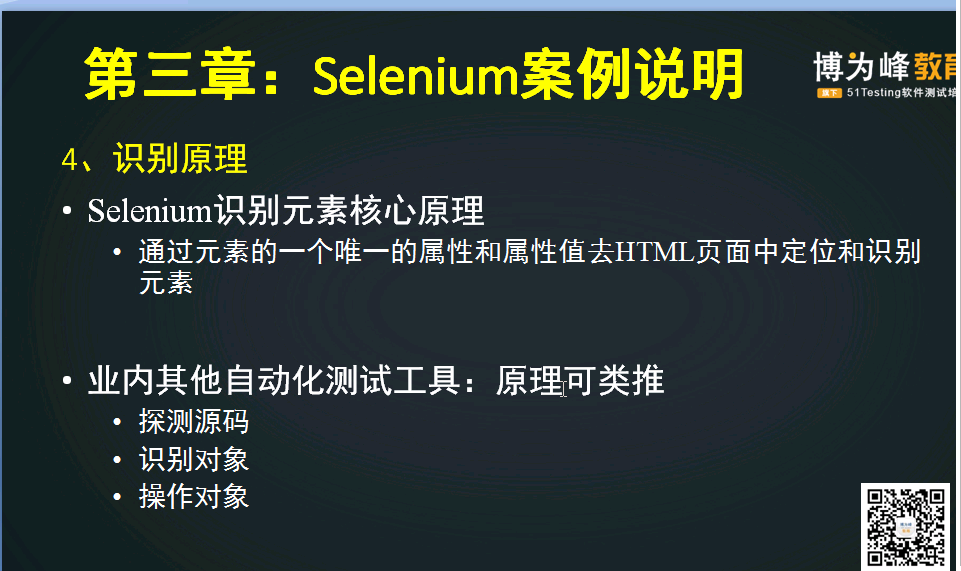 第三章：Selenium案例说明
博为峰教育
旗下 51Testing软件测试培
4、识别原理
• Selenium识别元素核心原理
• 通过元素的一个唯一的属性和属性值去HTML页面中定位和识别
元素
• 业内其他自动化测试工具：原理可类推
• 探测源码
• 识别对象
• 操作对象